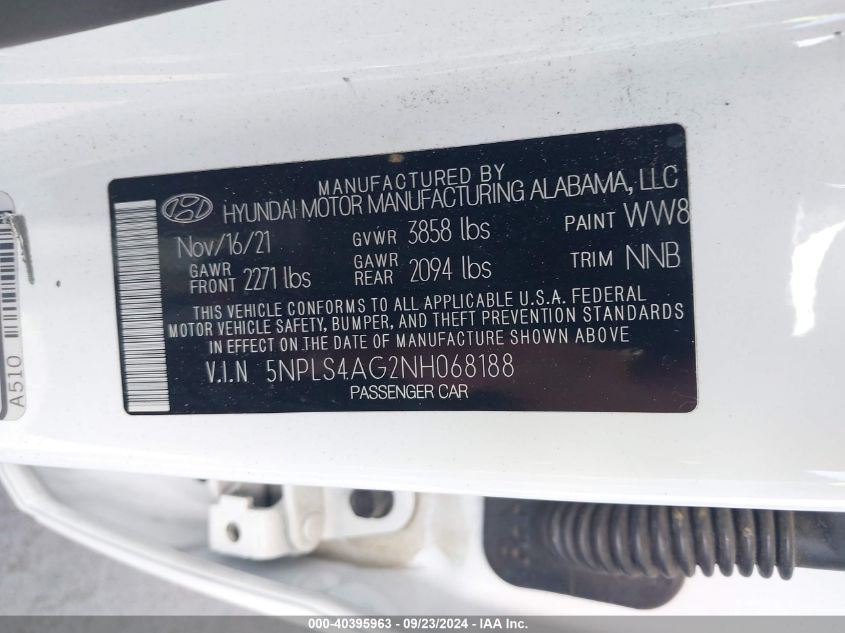 MANUFACTURED BY
HYUNDAI MOTOR MANUFACTURING ALABAMA, LLC
Nov/16/21 GVWR 3858 lbs PAINT WW8
GAWR FRONT 2271 lbs GAWR REAR 2094 lbs TRIM NNB
THIS VEHICLE CONFORMS TO ALL APPLICABLE U.S.A. FEDERAL
MOTOR VEHICLE SAFETY, BUMPER, AND THEFT PREVENTION STANDARDS
IN EFFECT ON THE DATE OF MANUFACTURE SHOWN ABOVE
V.I.N 5NPLS4AG2NH068188
PASSENGER CAR
A510
000-40395963 - 09/23/2024 - IAA Inc.